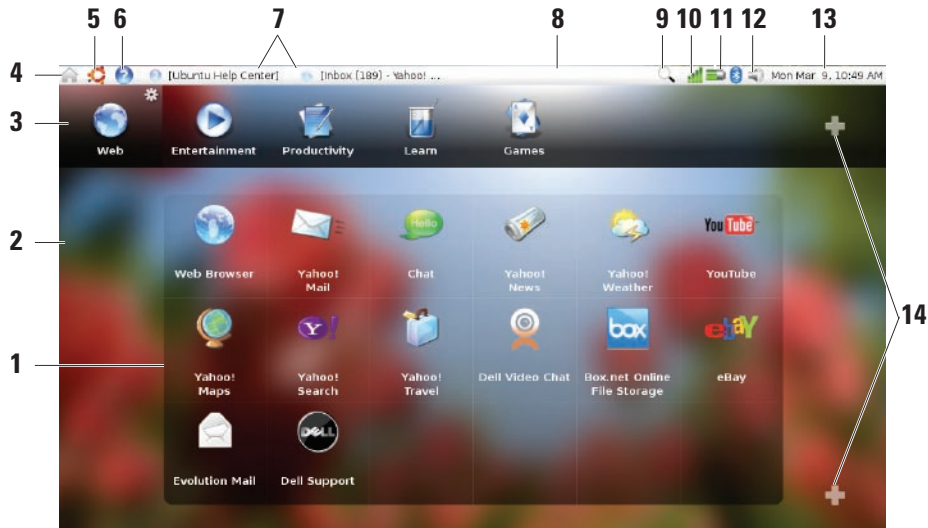 5 6 7 8 9 10 11 12 13
4 [Ubuntu Help Center] [Inbox (189) - Yahoo! ... Mon Mar 9, 10:49 AM
3
Web Entertainment Productivity Learn Games
2
Hello You Tube
Web Browser Yahoo! Mail Chat Yahoo! News Yahoo! Weather YouTube
14
Y! box ebaY
1
Yahoo! Maps Yahoo! Search Yahoo! Travel Dell Video Chat Box.net Online File Storage eBay
DELL
Evolution Mail Dell Support